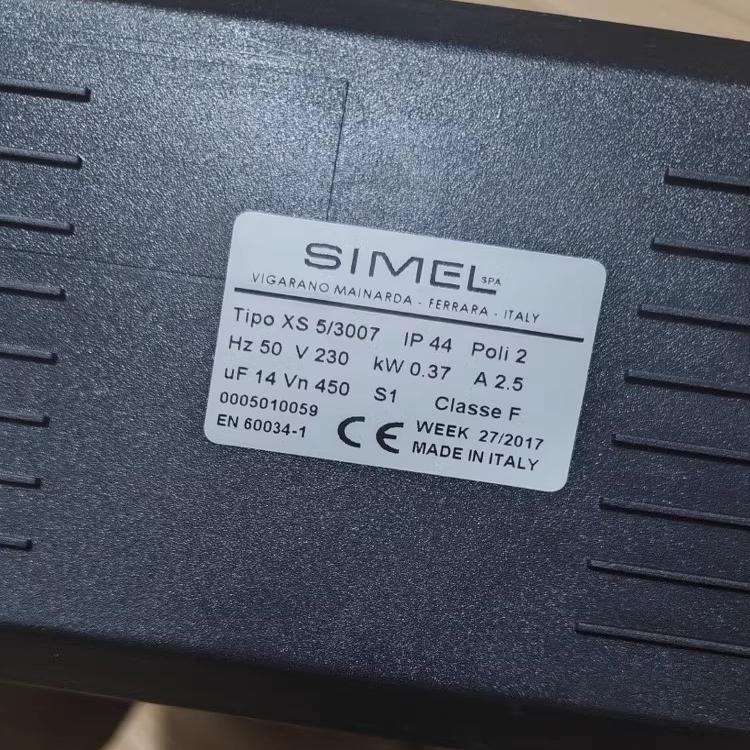 SIMEL SPA
VIGARANO MAINARDA - FERRARA - ITALY
Tipo XS 5/3007 IP 44 Poli 2
Hz 50 V 230 kW 0.37 A 2.5
uF 14 Vn 450 S1 Classe F
0005010059
EN 60034-1 CE WEEK 27/2017
MADE IN ITALY